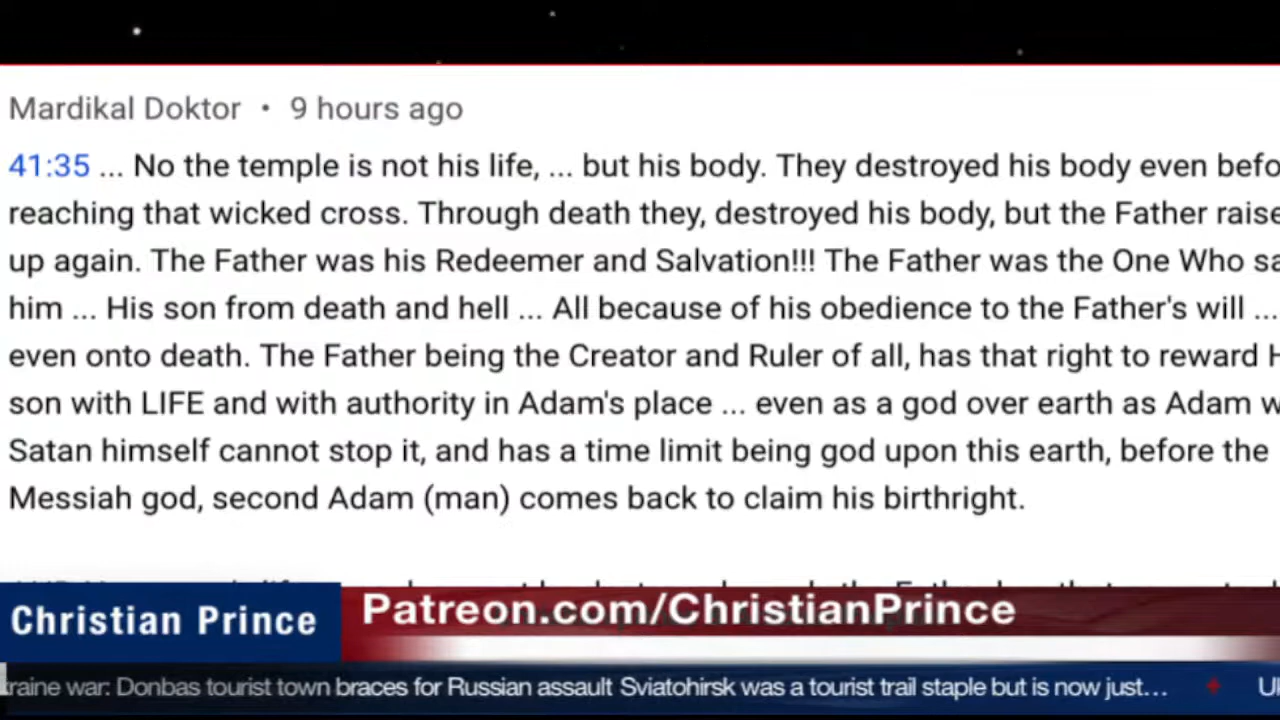 Mardikal Doktor • 9 hours ago
41:35 ... No the temple is not his life, ... but his body. They destroyed his body even befo
reaching that wicked cross. Through death they, destroyed his body, but the Father raise
up again. The Father was his Redeemer and Salvation!!! The Father was the One Who sa
him ... His son from death and hell ... All because of his obedience to the Father's will ...
even onto death. The Father being the Creator and Ruler of all, has that right to reward H
son with LIFE and with authority in Adam's place ... even as a god over earth as Adam w
Satan himself cannot stop it, and has a time limit being god upon this earth, before the
Messiah god, second Adam (man) comes back to claim his birthright.
Christian Prince
Patreon.com/ChristianPrince
raine war: Donbas tourist town braces for Russian assault Sviatohirsk was a tourist trail staple but is now just...